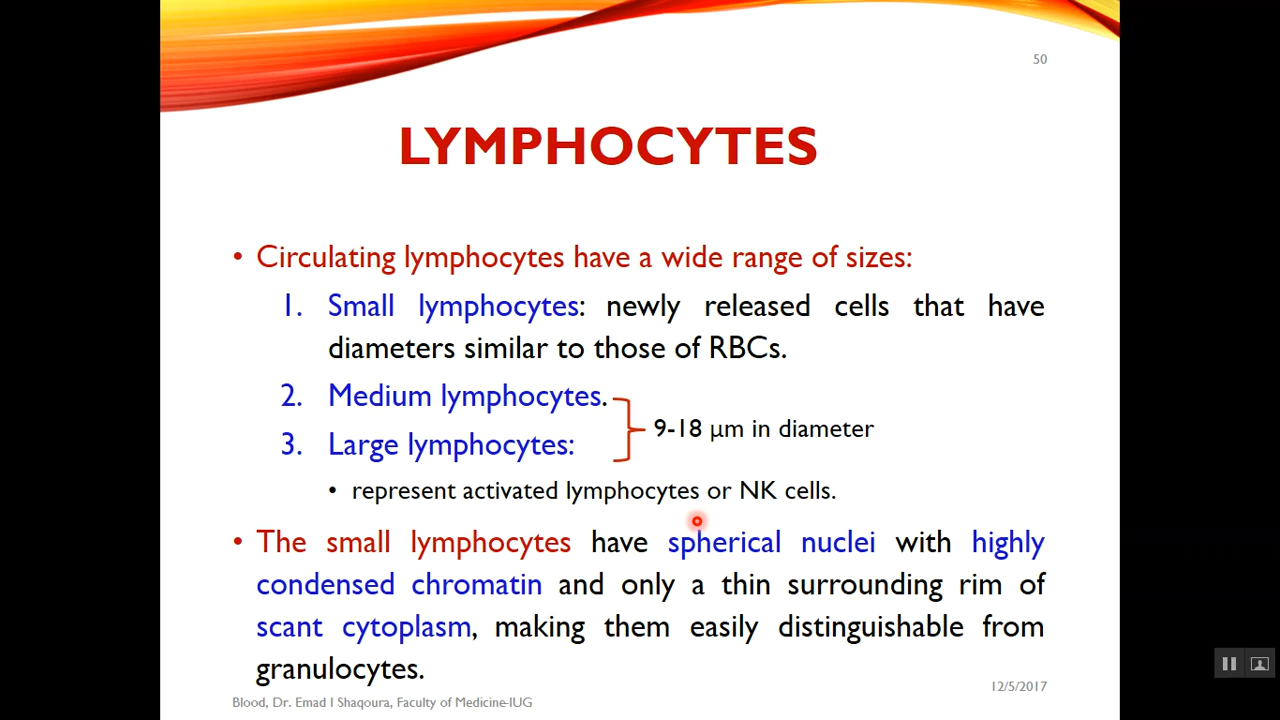 50
LYMPHOCYTES
• Circulating lymphocytes have a wide range of sizes:
1. Small lymphocytes: newly released cells that have
diameters similar to those of RBCs.
2. Medium lymphocytes.
9-18 µm in diameter
3. Large lymphocytes:
• represent activated lymphocytes or NK cells.
• The small lymphocytes have spherical nuclei with highly
condensed chromatin and only a thin surrounding rim of
scant cytoplasm, making them easily distinguishable from
granulocytes.
12/5/2017
Blood, Dr. Emad I Shaqoura, Faculty of Medicine-IUG